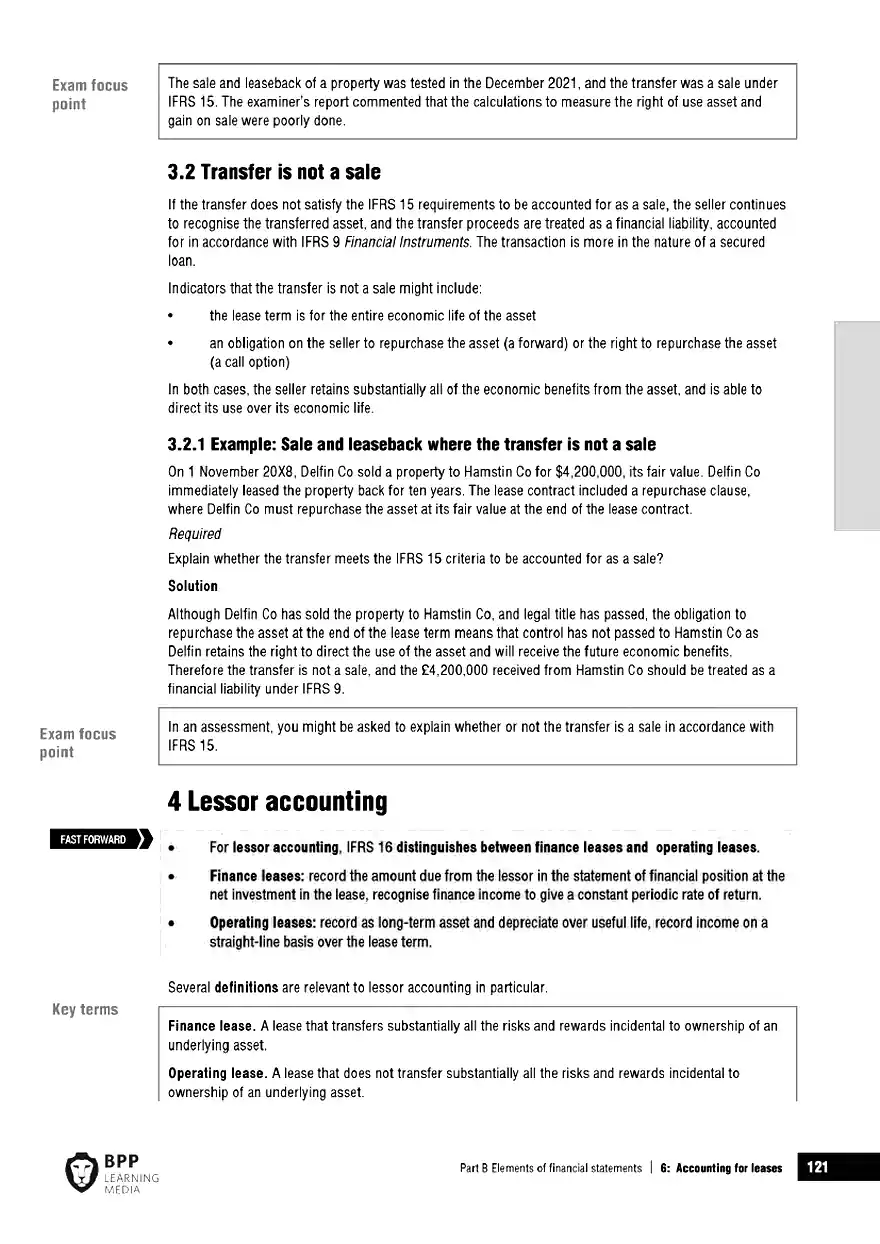 Exam focus
point
The sale and leaseback of a property was tested in the December 2021, and the transfer was a sale under
IFRS 15. The examiner's report commented that the calculations to measure the right of use asset and
gain on sale were poorly done.
3.2 Transfer is not a sale
If the transfer does not satisfy the IFRS 15 requirements to be accounted for as a sale, the seller continues
to recognise the transferred asset, and the transfer proceeds are treated as a financial liability, accounted
for in accordance with IFRS 9 Financial Instruments. The transaction is more in the nature of a secured
loan.
Indicators that the transfer is not a sale might include:
• the lease term is for the entire economic life of the asset
• an obligation on the seller to repurchase the asset (a forward) or the right to repurchase the asset
(a call option)
In both cases, the seller retains substantially all of the economic benefits from the asset, and is able to
direct its use over its economic life.
3.2.1 Example: Sale and leaseback where the transfer is not a sale
On 1 November 20X8, Delfin Co sold a property to Hamstin Co for $4,200,000, its fair value. Delfin Co
immediately leased the property back for ten years. The lease contract included a repurchase clause,
where Delfin Co must repurchase the asset at its fair value at the end of the lease contract.
Required
Explain whether the transfer meets the IFRS 15 criteria to be accounted for as a sale?
Solution
Although Delfin Co has sold the property to Hamstin Co, and legal title has passed, the obligation to
repurchase the asset at the end of the lease term means that control has not passed to Hamstin Co as
Delfin retains the right to direct the use of the asset and will receive the future economic benefits.
Therefore the transfer is not a sale, and the £4,200,000 received from Hamstin Co should be treated as a
financial liability under IFRS 9.
Exam focus
point
In an assessment, you might be asked to explain whether or not the transfer is a sale in accordance with
IFRS 15.
4 Lessor accounting
FAST FORWARD
• For lessor accounting, IFRS 16 distinguishes between finance leases and operating leases.
• Finance leases: record the amount due from the lessor in the statement of financial position at the
net investment in the lease, recognise finance income to give a constant periodic rate of return.
• Operating leases: record as long-term asset and depreciate over useful life, record income on a
straight-line basis over the lease term.
Several definitions are relevant to lessor accounting in particular.
Key terms
Finance lease. A lease that transfers substantially all the risks and rewards incidental to ownership of an
underlying asset.
Operating lease. A lease that does not transfer substantially all the risks and rewards incidental to
ownership of an underlying asset.
BPP
LEARNING
MEDIA
Part B Elements of financial statements | 6: Accounting for leases 121